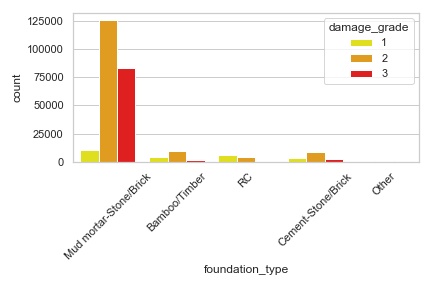 125000
100000
75000
50000
25000
0
count
damage_grade
1
2
3
Mud mortar-Stone/Brick
Bamboo/Timber
RC
Cement-Stone/Brick
Other
foundation_type